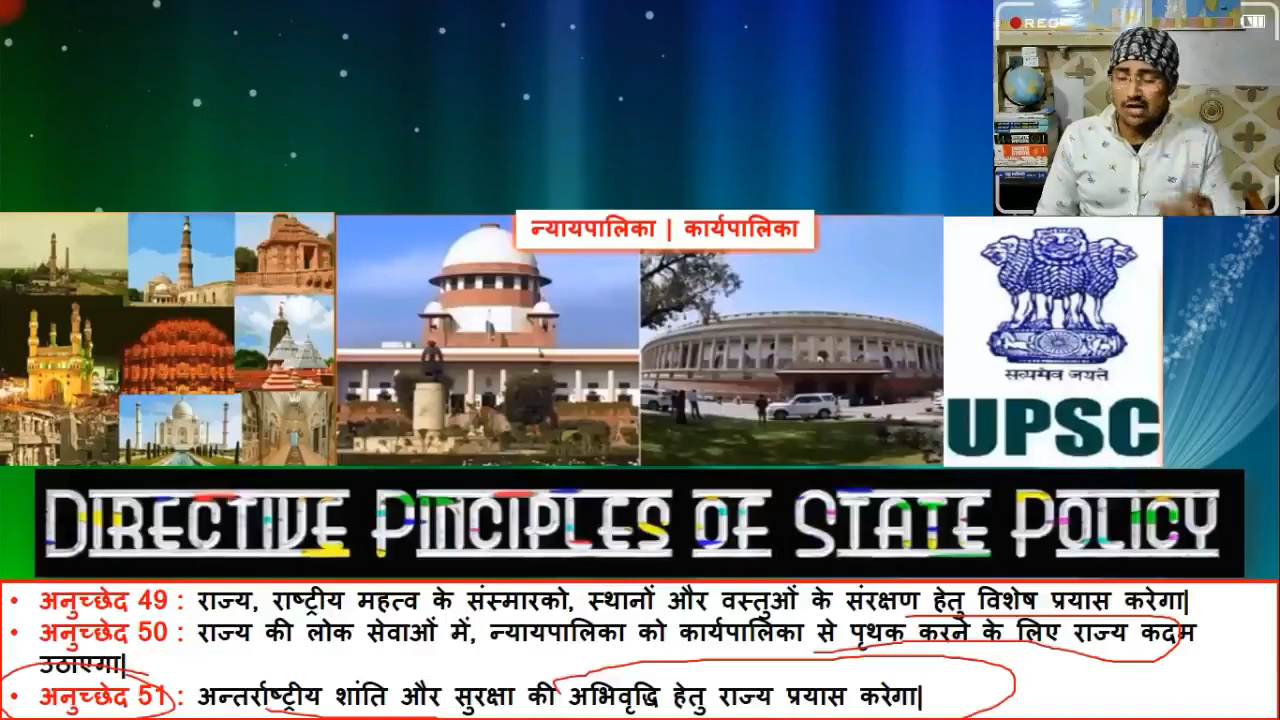 REC
न्यायपालिका | कार्यपालिका
सत्यमेव जयते
UPSC
DIRECTIVE PINCIPLES OF STATE POLICY
• अनुच्छेद 49 : राज्य, राष्ट्रीय महत्व के संस्मारको, स्थानों और वस्तुओं के संरक्षण हेतु विशेष प्रयास करेगा|
• अनुच्छेद 50 : राज्य की लोक सेवाओं में, न्यायपालिका को कार्यपालिका से पृथक करने के लिए राज्य कदम
उठाएगा|
• अनुच्छेद 51 : अन्तर्राष्ट्रीय शांति और सुरक्षा की अभिवृद्धि हेतु राज्य प्रयास करेगा|